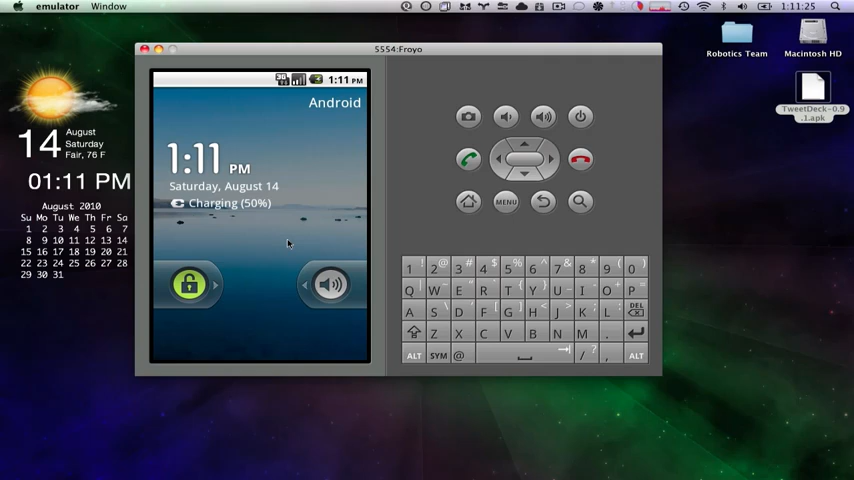 emulator Window 1:11:25
5554:Froyo
Robotics Team
Macintosh HD
TweetDeck-0.9
.1.apk
14
August
Saturday
Fair, 76 F
01:11 PM
August 2010
Su Mo Tu We Th Fr Sa
1 2 3 4 5 6 7
8 9 10 11 12 13 14
15 16 17 18 19 20 21
22 23 24 25 26 27 28
29 30 31
3G 1:11 PM
Android
1:11 PM
Saturday, August 14
Charging (50%)
MENU
1 ! 2 @ 3 # 4 $ 5 % 6 ^ 7 & 8 * 9 ( 0 )
Q W E R T Y U I O P
A S D F G H J K L DEL
Z X C V B N M .
ALT SYM @ / ? , ALT